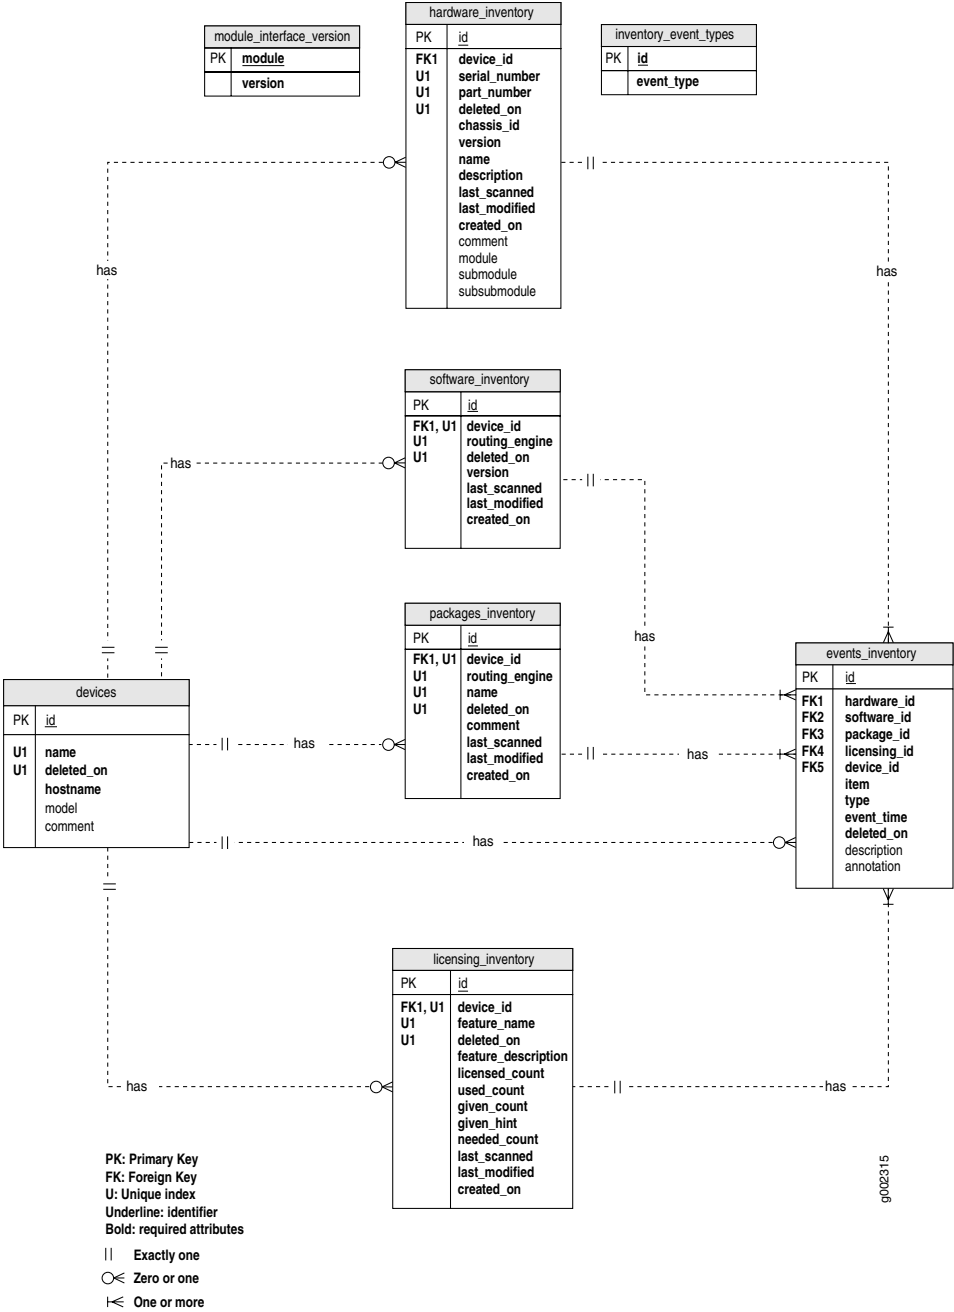 hardware_inventory
PK id
FK1 device_id
U1 serial_number
U1 part_number
U1 deleted_on
chassis_id
version
name
description
last_scanned
last_modified
created_on
comment
module
submodule
subsubmodule
module_interface_version
PK module
version
inventory_event_types
PK id
event_type
has
has
software_inventory
PK id
FK1, U1 device_id
U1 routing_engine
U1 deleted_on
version
last_scanned
last_modified
created_on
has
has
packages_inventory
PK id
FK1, U1 device_id
U1 routing_engine
U1 name
U1 deleted_on
comment
last_scanned
last_modified
created_on
devices
PK id
U1 name
U1 deleted_on
hostname
model
comment
has
has
has
events_inventory
PK id
FK1 hardware_id
FK2 software_id
FK3 package_id
FK4 licensing_id
FK5 device_id
item
type
event_time
deleted_on
description
annotation
licensing_inventory
PK id
FK1, U1 device_id
U1 feature_name
U1 deleted_on
feature_description
licensed_count
used_count
given_count
given_hint
needed_count
last_scanned
last_modified
created_on
has
has
PK: Primary Key
FK: Foreign Key
U: Unique index
Underline: identifier
Bold: required attributes
Exactly one
Zero or one
One or more
g002315